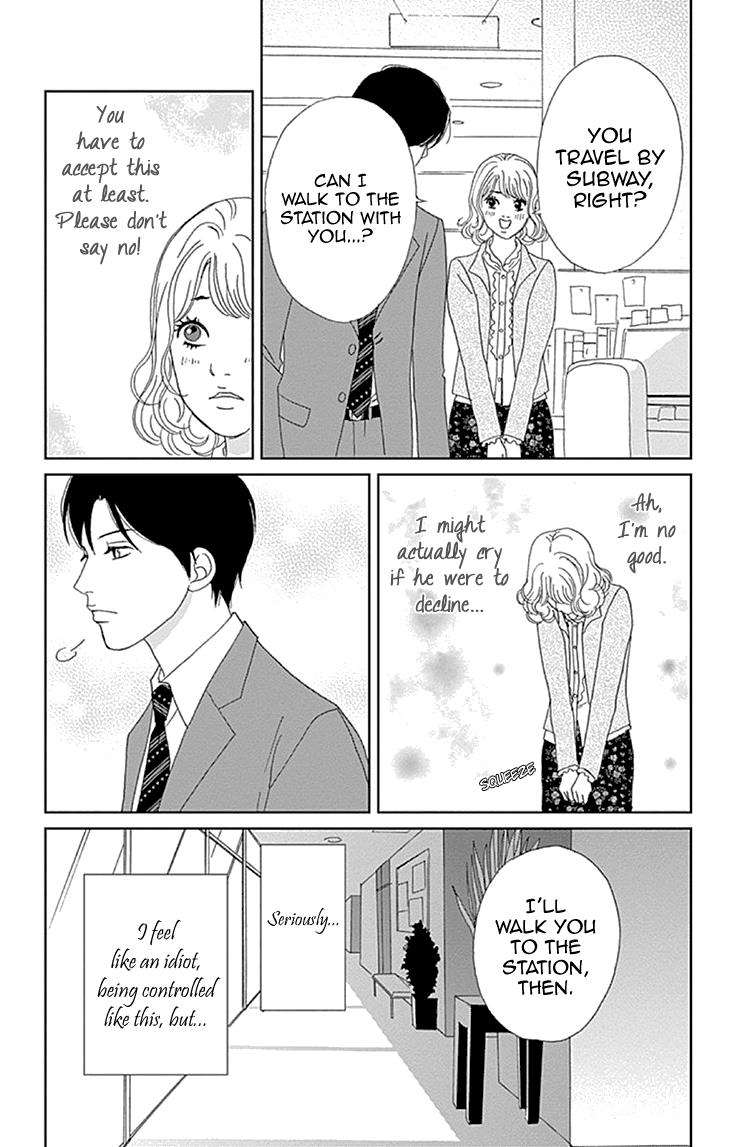 YOU
TRAVEL BY
SUBWAY,
RIGHT?
CAN I
WALK TO THE
STATION WITH
YOU...?
You
have to
accept this
at least.
Please don't
say no!
Ah,
I'm no
good.
I might
actually cry
if he were to
decline...
SQUEEZE
I'LL
WALK YOU
TO THE
STATION,
THEN.
Seriously...
I feel
like an idiot,
being controlled
like this, but...